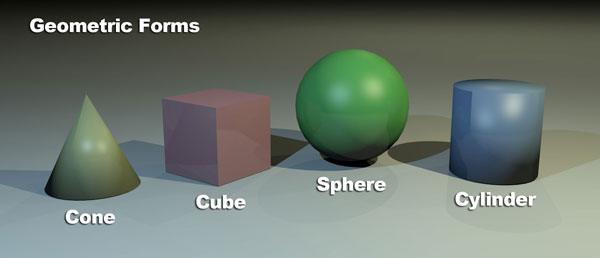 Geometric Forms
Cone
Cube
Sphere
Cylinder